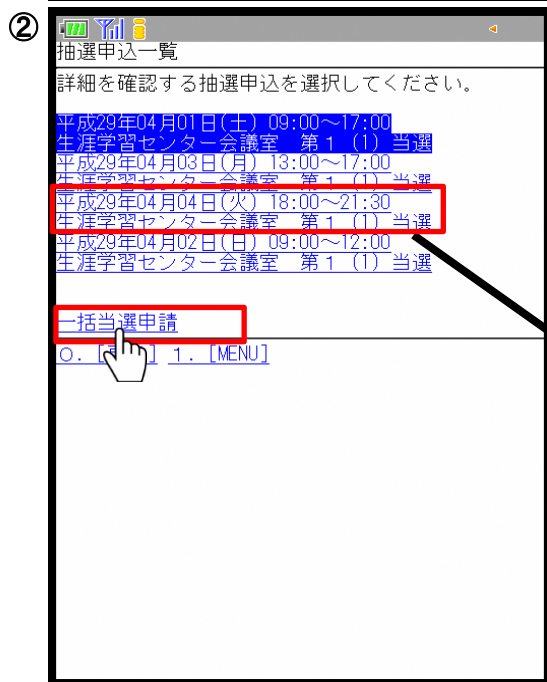 ②
抽選申込一覧
詳細を確認する抽選申込を選択してください。
平成29年04月01日(土) 09:00～17:00
生涯学習センター会議室　第１ (1) 当選
平成29年04月03日(月) 13:00～17:00
生涯学習センター会議室　第１ (1) 当選
平成29年04月04日(火) 18:00～21:30
生涯学習センター会議室　第１ (1) 当選
平成29年04月02日(日) 09:00～12:00
生涯学習センター会議室　第１ (1) 当選
一括当選申請
0. [ ] 1. [MENU]